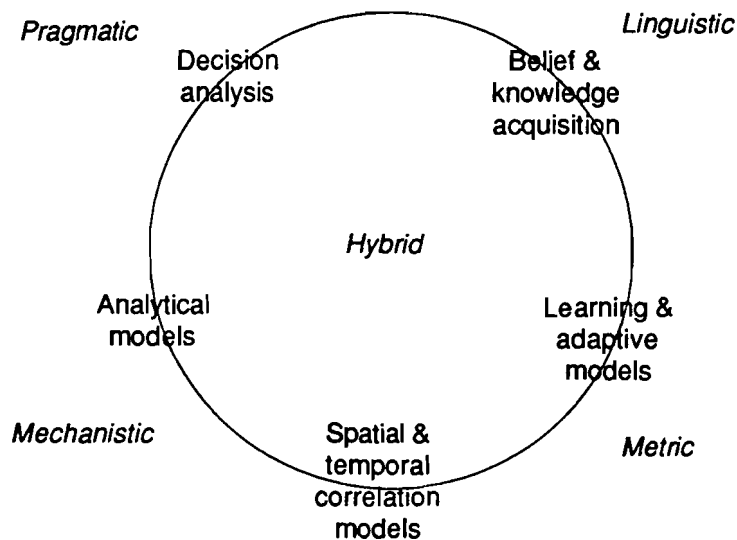 Pragmatic
Linguistic
Decision
analysis
Belief &
knowledge
acquisition
Hybrid
Analytical
models
Learning &
adaptive
models
Mechanistic
Spatial &
temporal
correlation
models
Metric